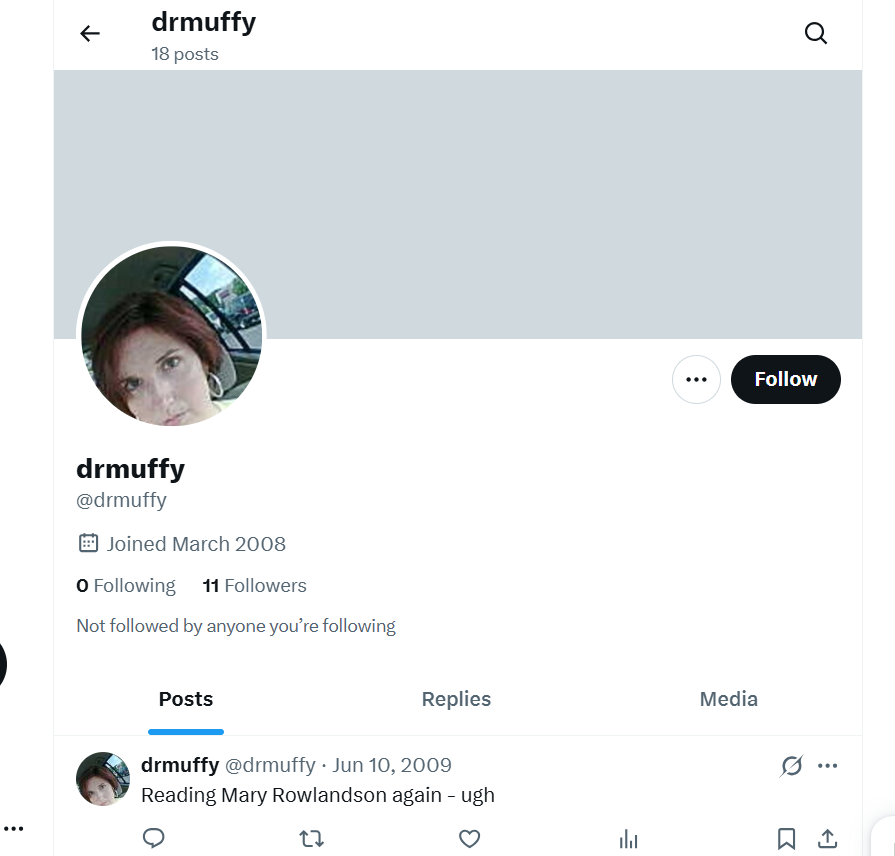 drmuffy
18 posts
Follow
drmuffy
@drmuffy
Joined March 2008
0 Following 11 Followers
Not followed by anyone you’re following
Posts Replies Media
drmuffy @drmuffy · Jun 10, 2009
Reading Mary Rowlandson again - ugh